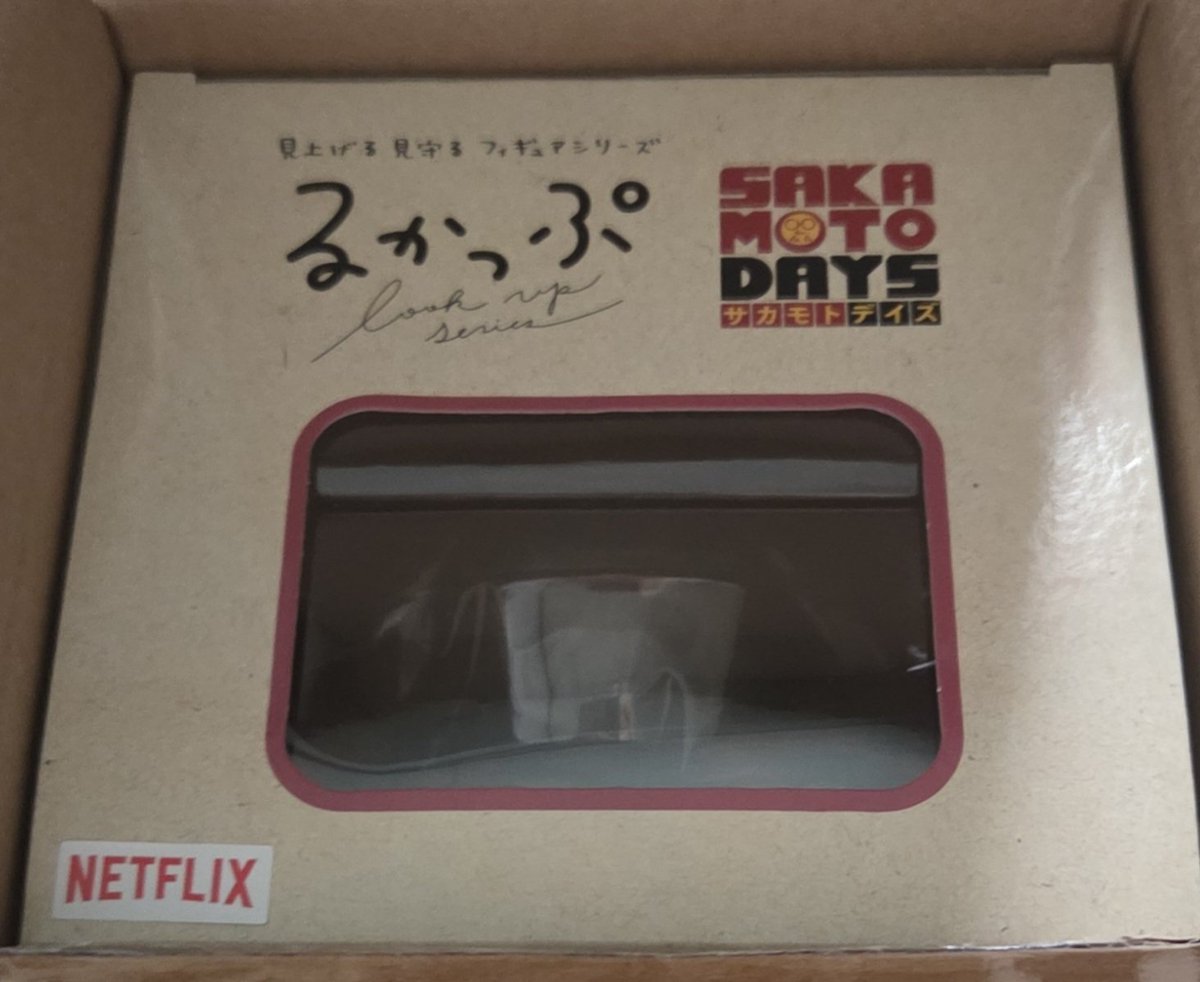 見上げる 見守る フィギュアシリーズ
るかっぷ
look up
series
SAKA
MOTO
DAYS
サカモトデイズ
NETFLIX